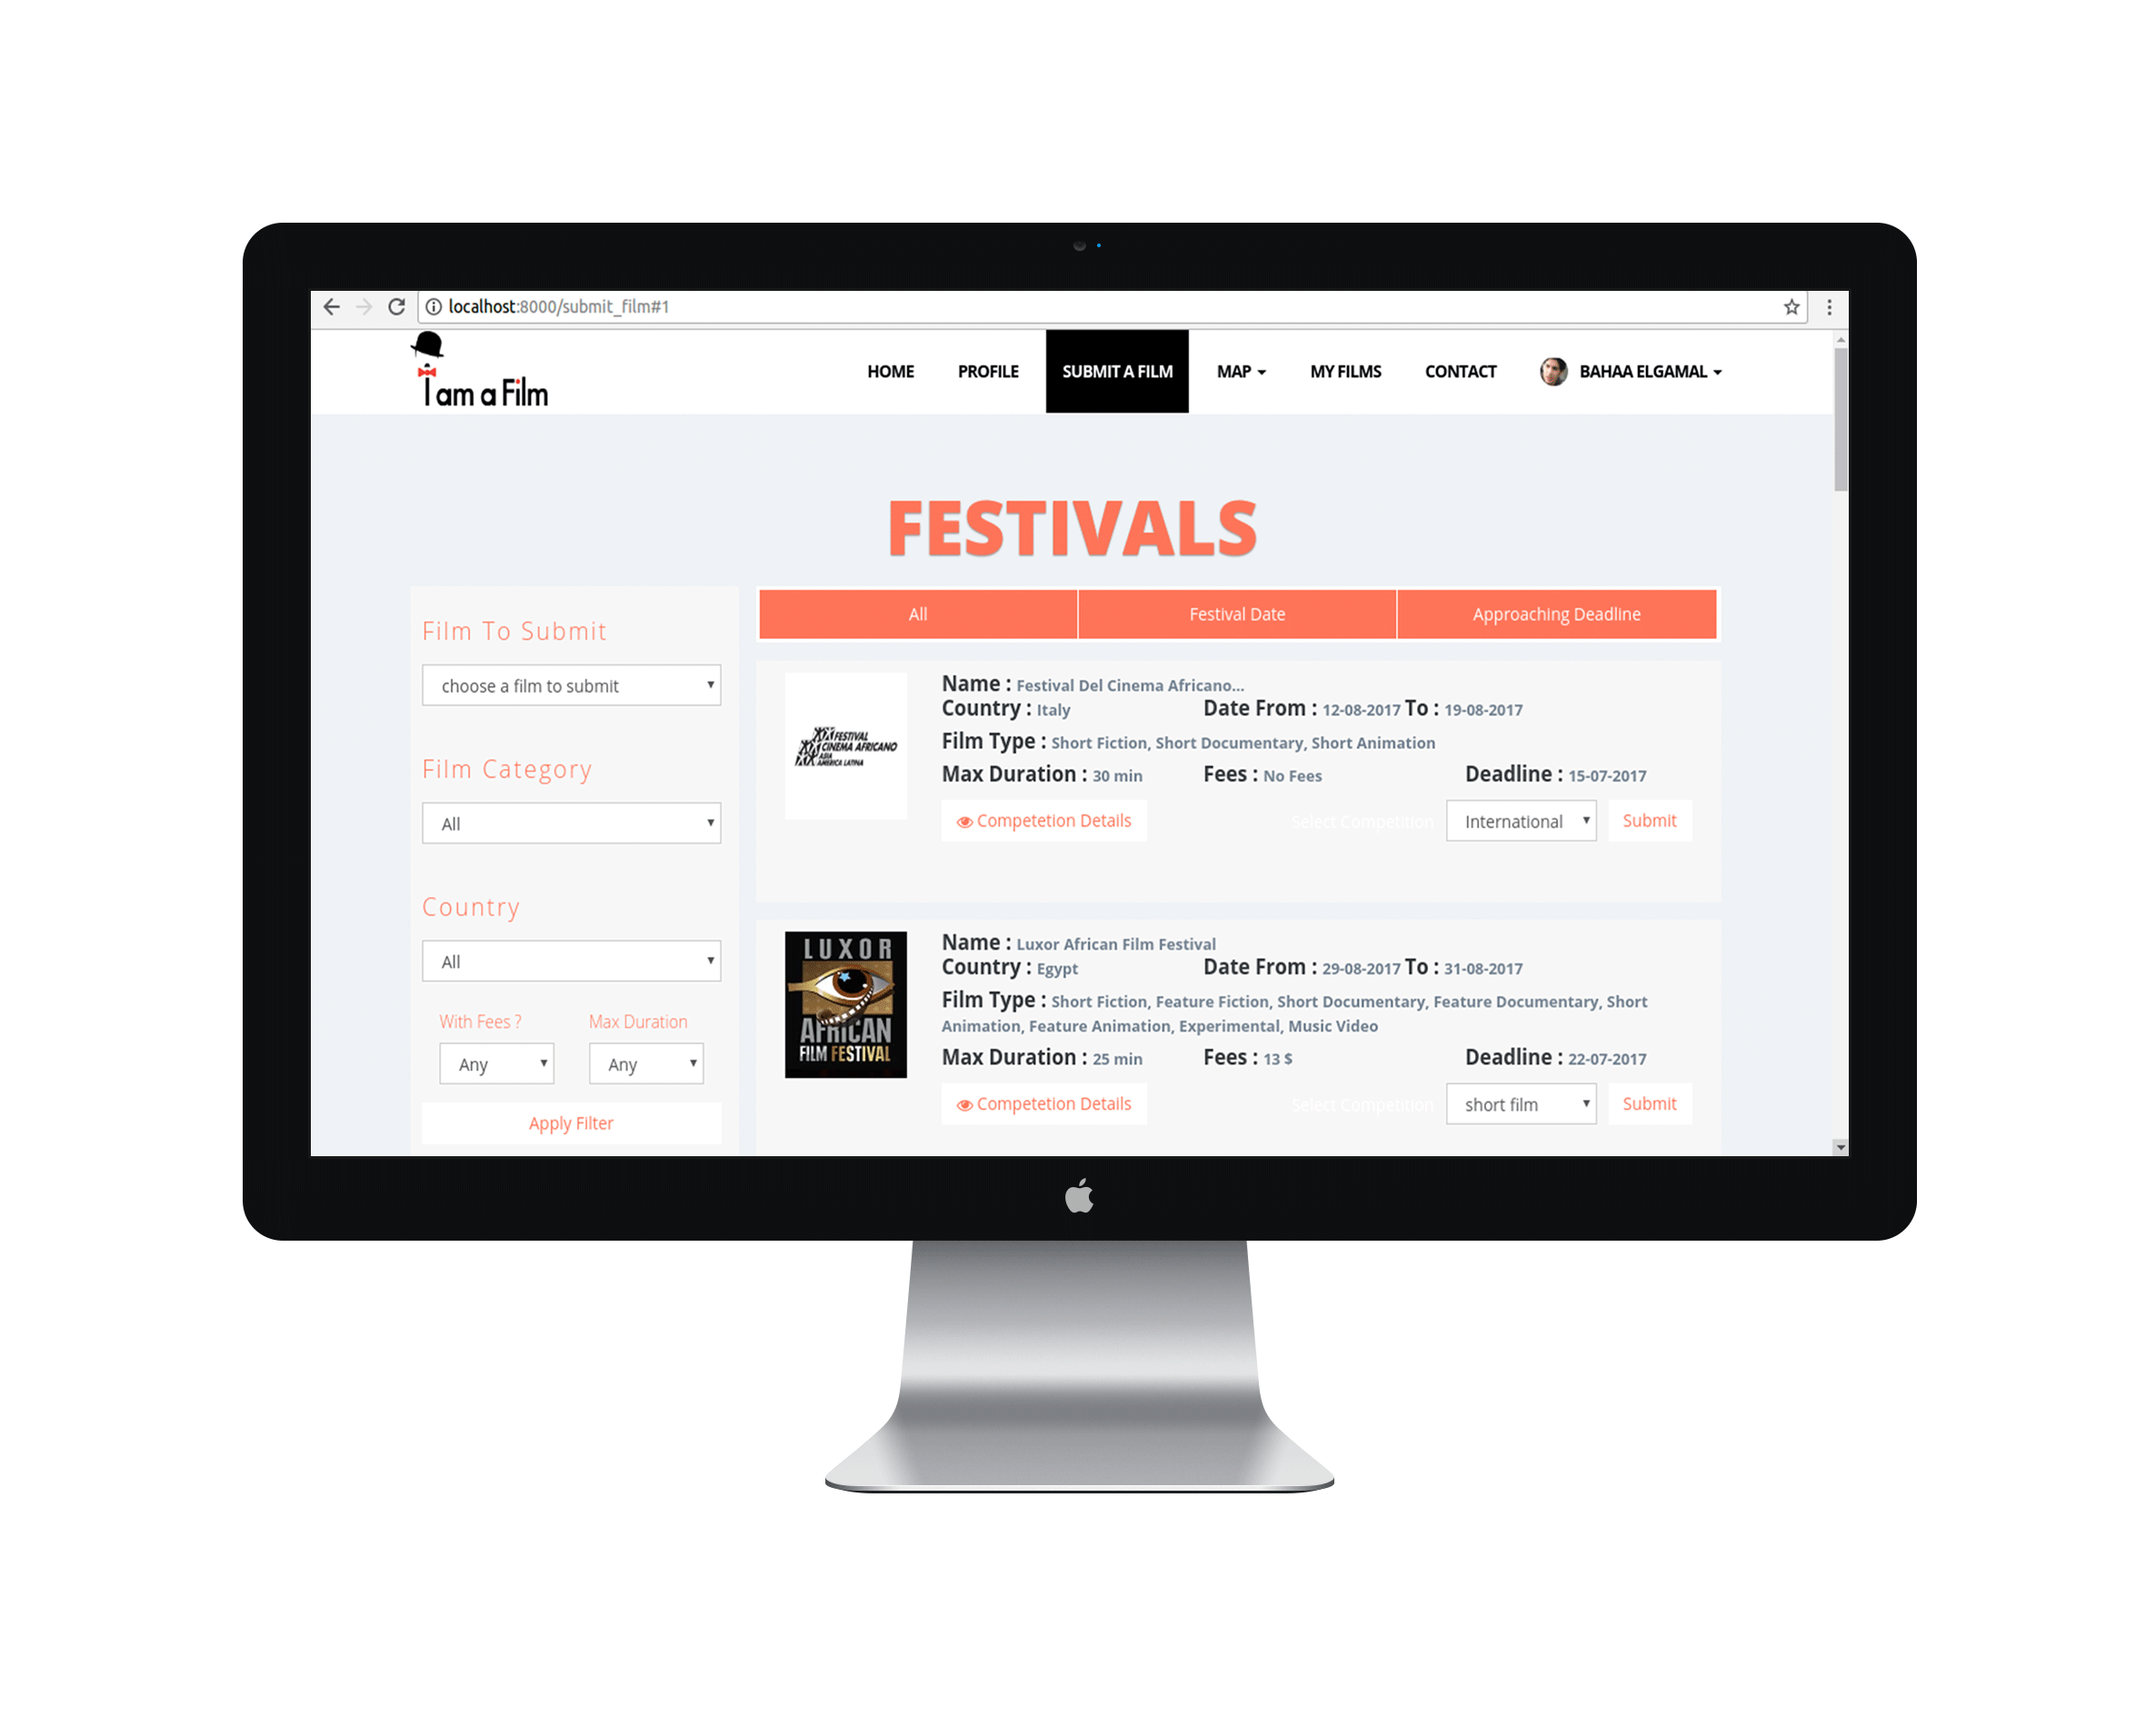 localhost:8000/submit_film#1
I am a Film
HOME PROFILE SUBMIT A FILM MAP MY FILMS CONTACT BAHAA ELGAMAL
FESTIVALS
Film To Submit
choose a film to submit
Film Category
All
Country
All
With Fees ? Max Duration
Any Any
Apply Filter
All Festival Date Approaching Deadline
FESTIVAL
CINEMA AFRICANO
ASIA
AMERICA LATINA
Name : Festival Del Cinema Africano...
Country : Italy Date From : 12-08-2017 To : 19-08-2017
Film Type : Short Fiction, Short Documentary, Short Animation
Max Duration : 30 min Fees : No Fees Deadline : 15-07-2017
Competetion Details Select Competition International Submit
LUXOR
AFRICAN
FILM FESTIVAL
Name : Luxor African Film Festival
Country : Egypt Date From : 29-08-2017 To : 31-08-2017
Film Type : Short Fiction, Feature Fiction, Short Documentary, Feature Documentary, Short
Animation, Feature Animation, Experimental, Music Video
Max Duration : 25 min Fees : 13 $ Deadline : 22-07-2017
Competetion Details Select Competition short film Submit